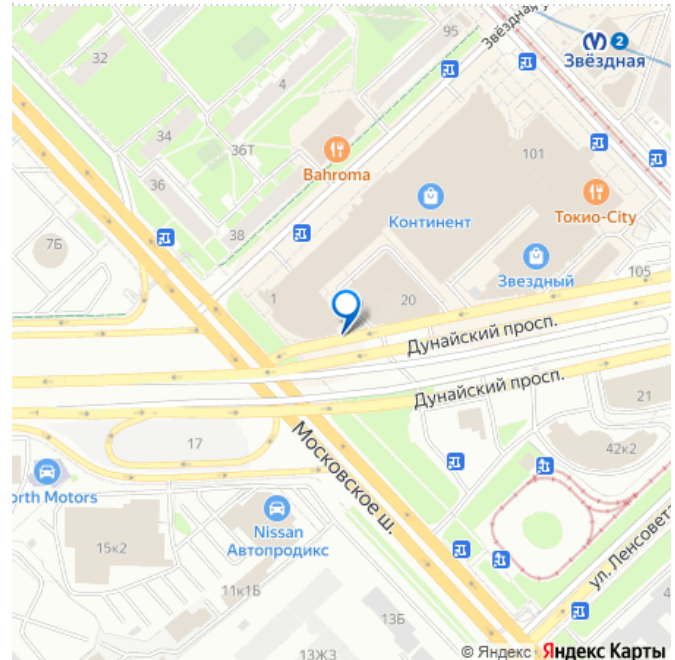 95
Звёздная у
2
Звёздная
32
4
34
36Т
Bahroma
101
36
Континент
Токио-City
38
7Б
Звездный
105
1
20
Дунайский просп.
Дунайский просп.
21
17
Московское ш.
42к2
orth Motors
Nissan
Автопродикс
15к2
ул. Ленсовета
11к1Б
13Б
4
13Ж3
© Яндекс Яндекс Карты